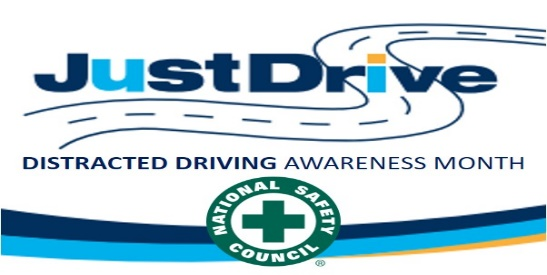 JustDrive
DISTRACTED DRIVING AWARENESS MONTH
NATIONAL SAFETY
COUNCIL
®